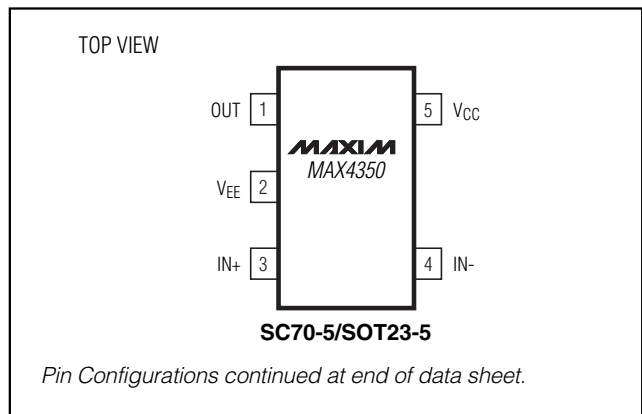 TOP VIEW
OUT 1
5 VCC
MAXIM
MAX4350
VEE 2
IN+ 3
4 IN-
SC70-5/SOT23-5
Pin Configurations continued at end of data sheet.